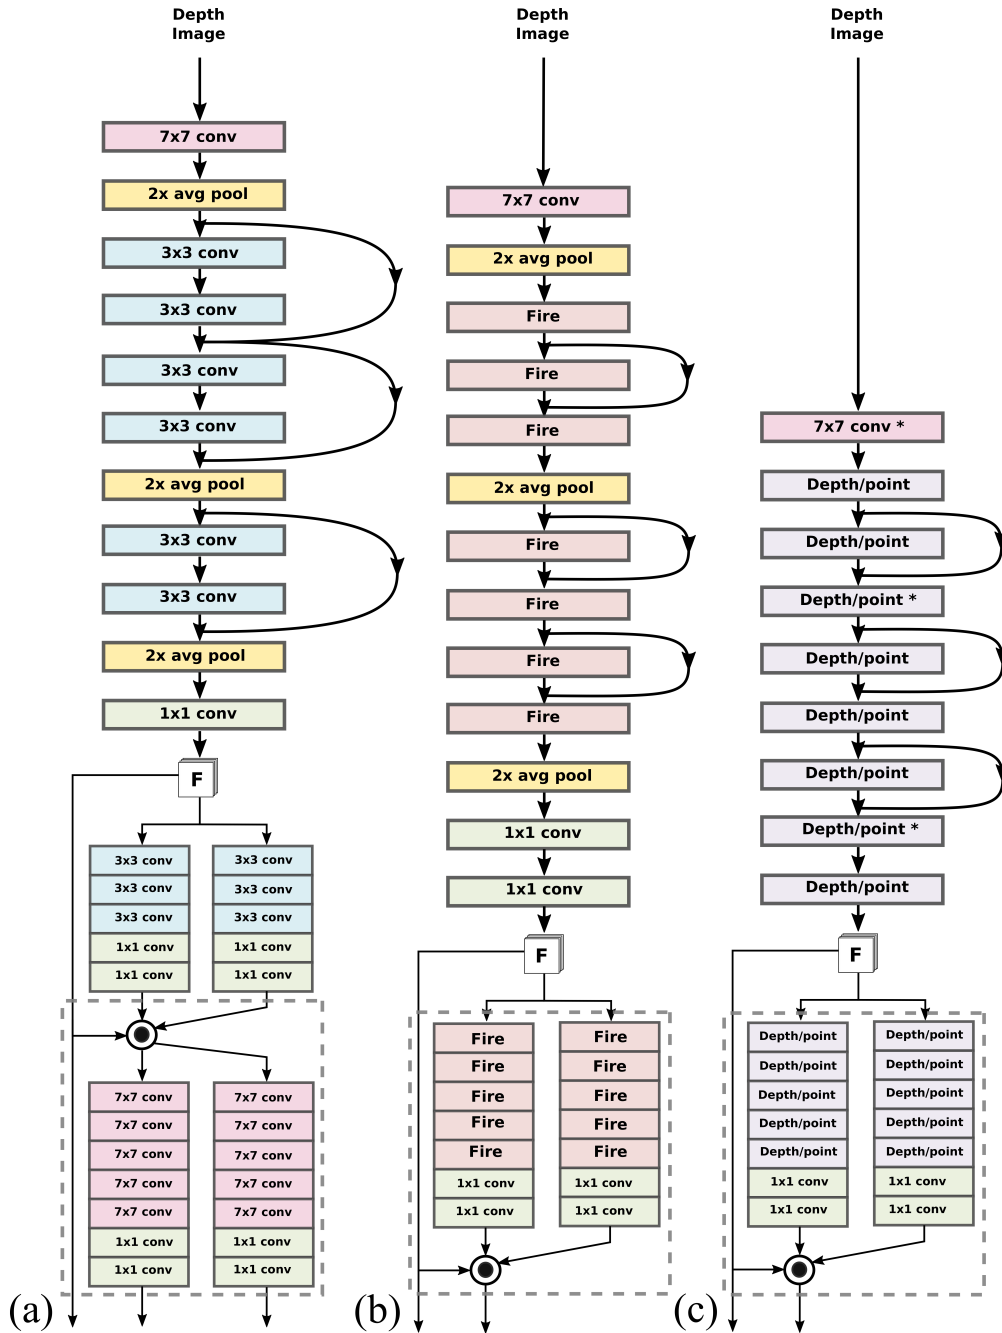 Depth
Image
7x7 conv
2x avg pool
3x3 conv
3x3 conv
3x3 conv
3x3 conv
2x avg pool
3x3 conv
3x3 conv
2x avg pool
1x1 conv
F
3x3 conv
3x3 conv
3x3 conv
1x1 conv
1x1 conv
3x3 conv
3x3 conv
3x3 conv
1x1 conv
1x1 conv
7x7 conv
7x7 conv
7x7 conv
7x7 conv
7x7 conv
1x1 conv
1x1 conv
7x7 conv
7x7 conv
7x7 conv
7x7 conv
7x7 conv
1x1 conv
1x1 conv
(a)
Depth
Image
7x7 conv
2x avg pool
Fire
Fire
Fire
2x avg pool
Fire
Fire
Fire
Fire
2x avg pool
1x1 conv
1x1 conv
F
Fire
Fire
Fire
Fire
Fire
1x1 conv
1x1 conv
Fire
Fire
Fire
Fire
Fire
1x1 conv
1x1 conv
(b)
Depth
Image
7x7 conv *
Depth/point
Depth/point
Depth/point *
Depth/point
Depth/point
Depth/point
Depth/point *
Depth/point
F
Depth/point
Depth/point
Depth/point
Depth/point
Depth/point
1x1 conv
1x1 conv
Depth/point
Depth/point
Depth/point
Depth/point
Depth/point
1x1 conv
1x1 conv
(c)